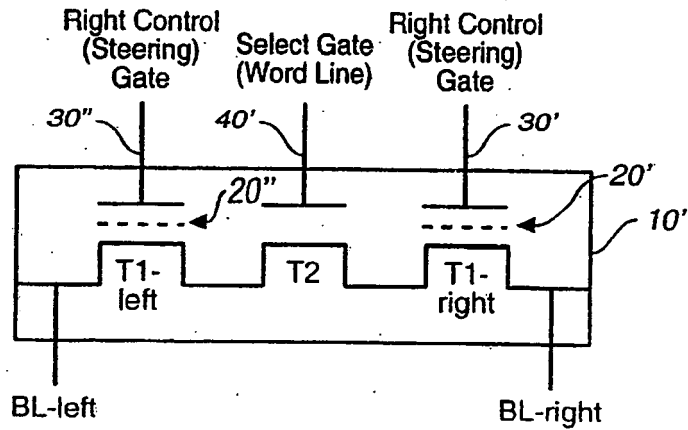 Right Control
(Steering)
Gate
Select Gate
(Word Line)
Right Control
(Steering)
Gate
30"
40'
30'
20"
20'
10'
T1-
left
T2
T1-
right
BL-left
BL-right